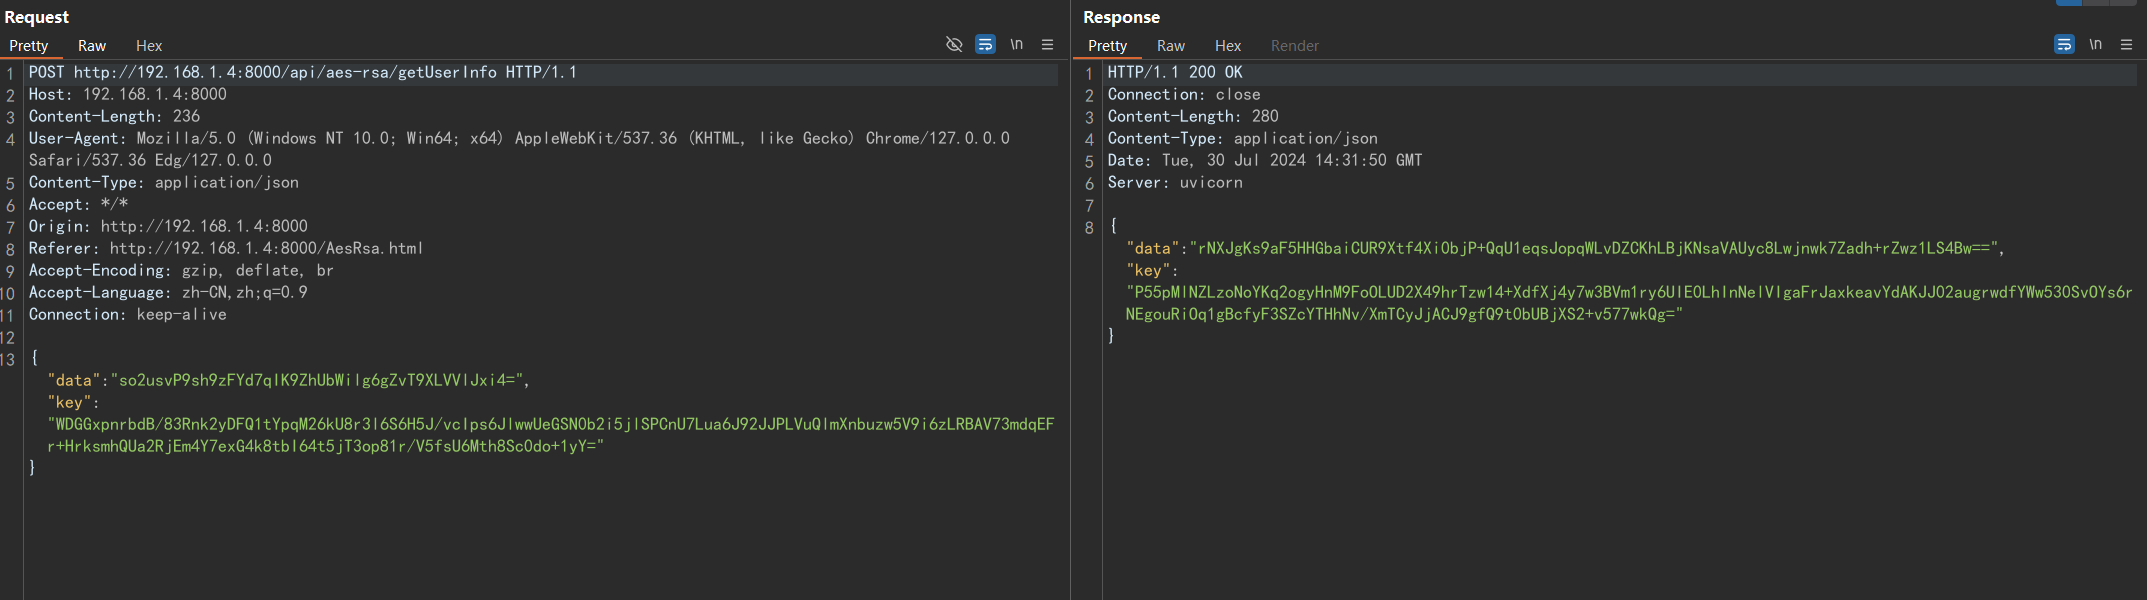 Request
Pretty Raw Hex \n
1 POST http://192.168.1.4:8000/api/aes-rsa/getUserInfo HTTP/1.1
2 Host: 192.168.1.4:8000
3 Content-Length: 236
4 User-Agent: Mozilla/5.0 (Windows NT 10.0; Win64; x64) AppleWebKit/537.36 (KHTML, like Gecko) Chrome/127.0.0.0
Safari/537.36 Edg/127.0.0.0
5 Content-Type: application/json
6 Accept: */*
7 Origin: http://192.168.1.4:8000
8 Referer: http://192.168.1.4:8000/AesRsa.html
9 Accept-Encoding: gzip, deflate, br
10 Accept-Language: zh-CN,zh;q=0.9
11 Connection: keep-alive
12
13 {
"data":"so2usvP9sh9zFYd7qlK9ZhUbWilg6gZvT9XLVVlJxi4=",
"key":
"WDGGxpnrbdB/83Rnk2yDFQ1tYpqM26kU8r3l6S6H5J/vclps6JlwwUeGSN0b2i5jlSPCnU7Lua6J92JJPLVuQlmXnbuzw5V9i6zLRBAV73mdqEF
r+HrksmhQUa2RjEm4Y7exG4k8tbl64t5jT3op81r/V5fsU6Mth8ScOdo+1yY="
}
Response
Pretty Raw Hex Render \n
1 HTTP/1.1 200 OK
2 Connection: close
3 Content-Length: 280
4 Content-Type: application/json
5 Date: Tue, 30 Jul 2024 14:31:50 GMT
6 Server: uvicorn
7
8 {
"data":"rNXJgKs9aF5HHGbaiCUR9Xtf4XiObjP+QqU1eqsJopqWLvDZCKhLBjKNsaVAUyc8Lwjnwk7Zadh+rZwz1LS4Bw==",
"key":
"P55pMlNZLzoNoYKq2ogyHnM9FoOLUD2X49hrTzw14+XdfXj4y7w3BVm1ry6UlE0LhlnNelVlgaFrJaxkeavYdAKJJ02augrwdfYWw530Sv0Ys6r
NEgouRiOq1gBcfyF3SZcYTHhNv/XmTCyJjACJ9gfQ9tObUBjXS2+v577wkQg="
}